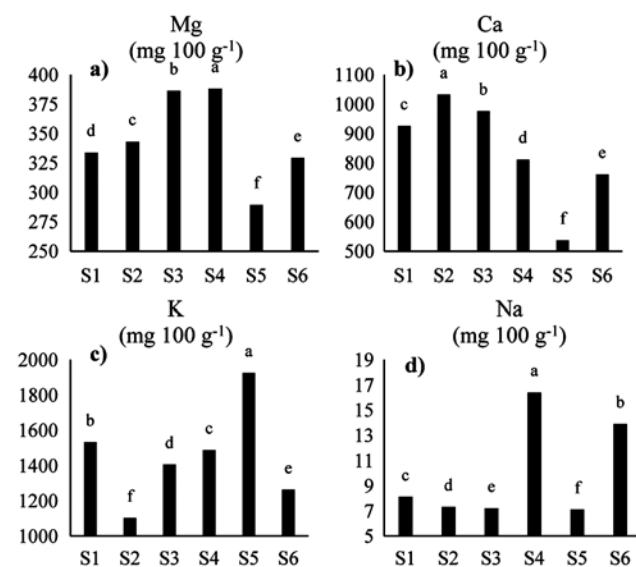 Mg
(mg 100 g⁻¹)
a)
400
375
350
325
300
275
250
d
c
b
a
f
e
S1 S2 S3 S4 S5 S6
Ca
(mg 100 g⁻¹)
b)
1100
1000
900
800
700
600
500
c
a
b
d
f
e
S1 S2 S3 S4 S5 S6
K
(mg 100 g⁻¹)
c)
2000
1800
1600
1400
1200
1000
b
f
d
c
a
e
S1 S2 S3 S4 S5 S6
Na
(mg 100 g⁻¹)
d)
19
17
15
13
11
9
7
5
c
d
e
a
f
b
S1 S2 S3 S4 S5 S6